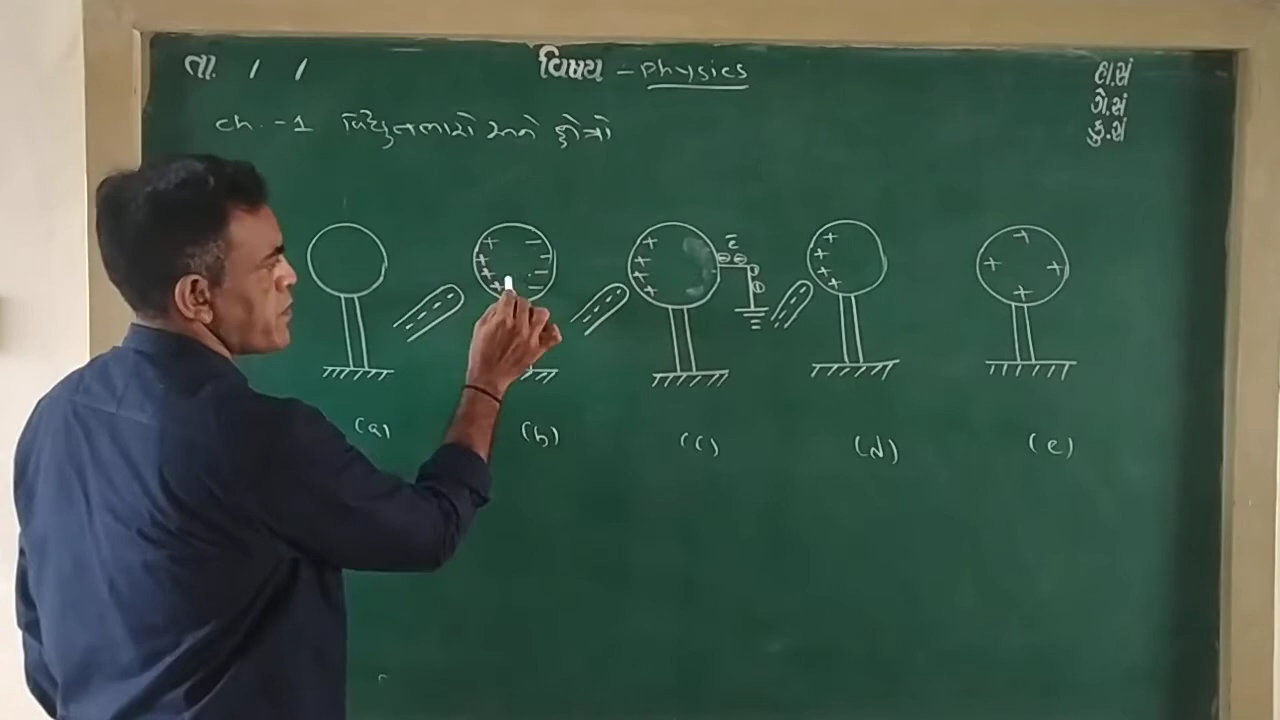 તા. / /
વિષય - Physics
હા.સં
ગે.સં
કુ.સં
ch. -1 વિદ્યુતભારો અને ક્ષેત્રો
+ + + + - - - -
+ + + + ē
+ + + +
+ + + +
(a) (b) (c) (d) (e)